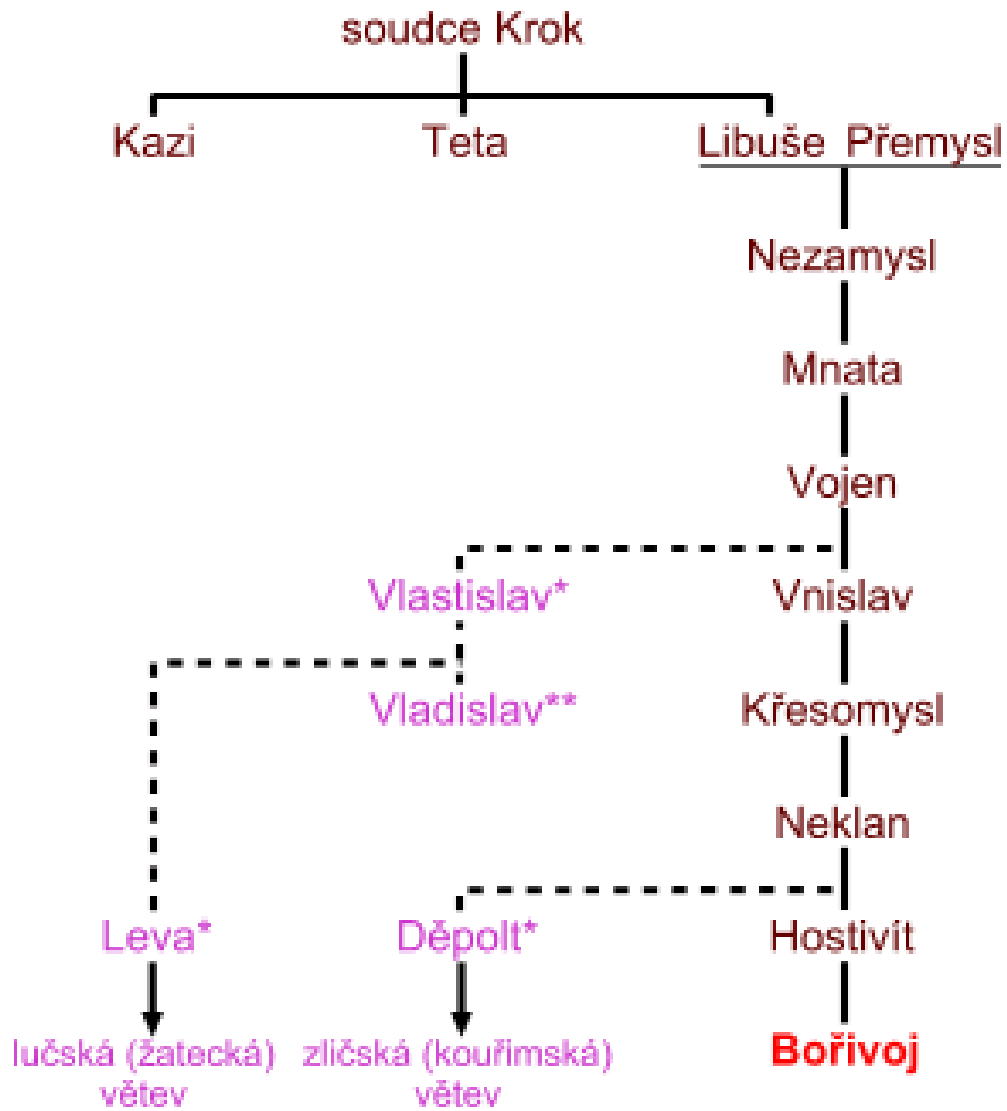 soudce Krok
Kazi Teta Libuše Přemysl
Nezamysl
Mnata
Vojen
Vlastislav* Vnislav
Vladislav** Křesomysl
Neklan
Leva* Děpolt* Hostivít
lučská (žatecká) zličská (kouřimská) Bořivoj
větev větev